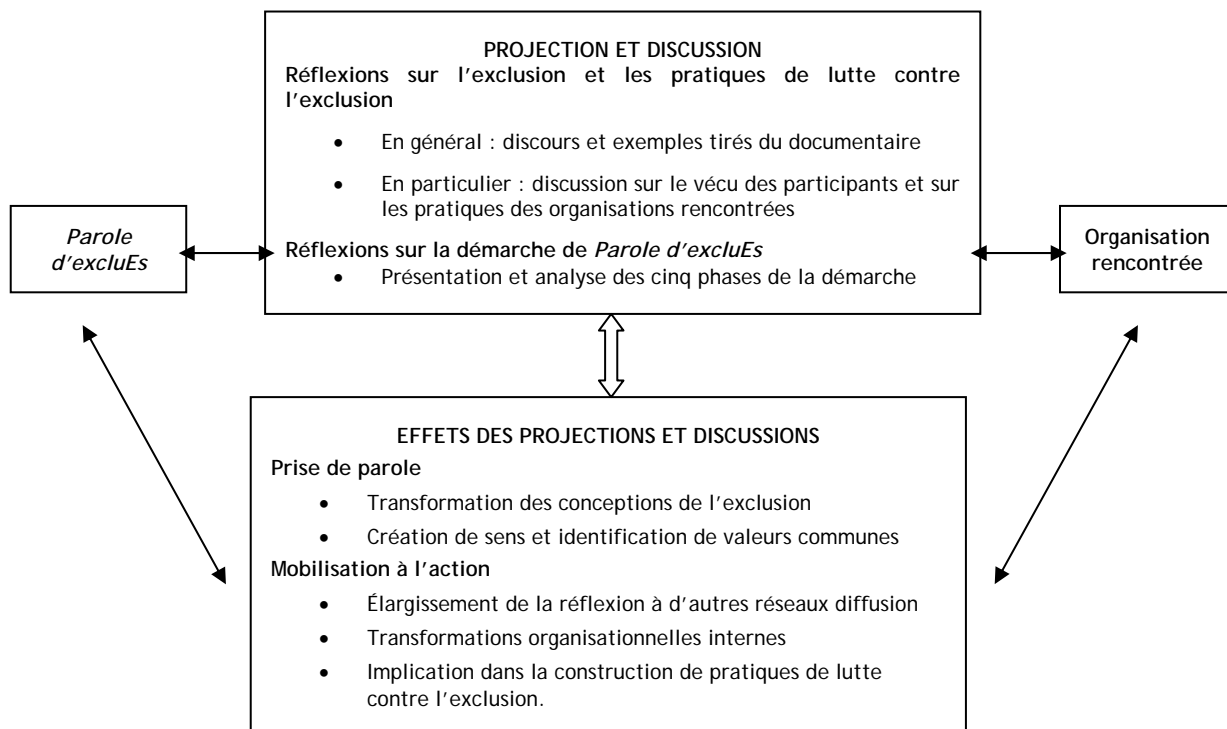 PROJECTION ET DISCUSSION
Réflexions sur l'exclusion et les pratiques de lutte contre
l'exclusion
• En général : discours et exemples tirés du documentaire
• En particulier : discussion sur le vécu des participants et sur
les pratiques des organisations rencontrées
Réflexions sur la démarche de Parole d'excluEs
• Présentation et analyse des cinq phases de la démarche
Parole
d'excluEs
Organisation
rencontrée
EFFETS DES PROJECTIONS ET DISCUSSIONS
Prise de parole
• Transformation des conceptions de l'exclusion
• Création de sens et identification de valeurs communes
Mobilisation à l'action
• Élargissement de la réflexion à d'autres réseaux diffusion
• Transformations organisationnelles internes
• Implication dans la construction de pratiques de lutte
contre l'exclusion.